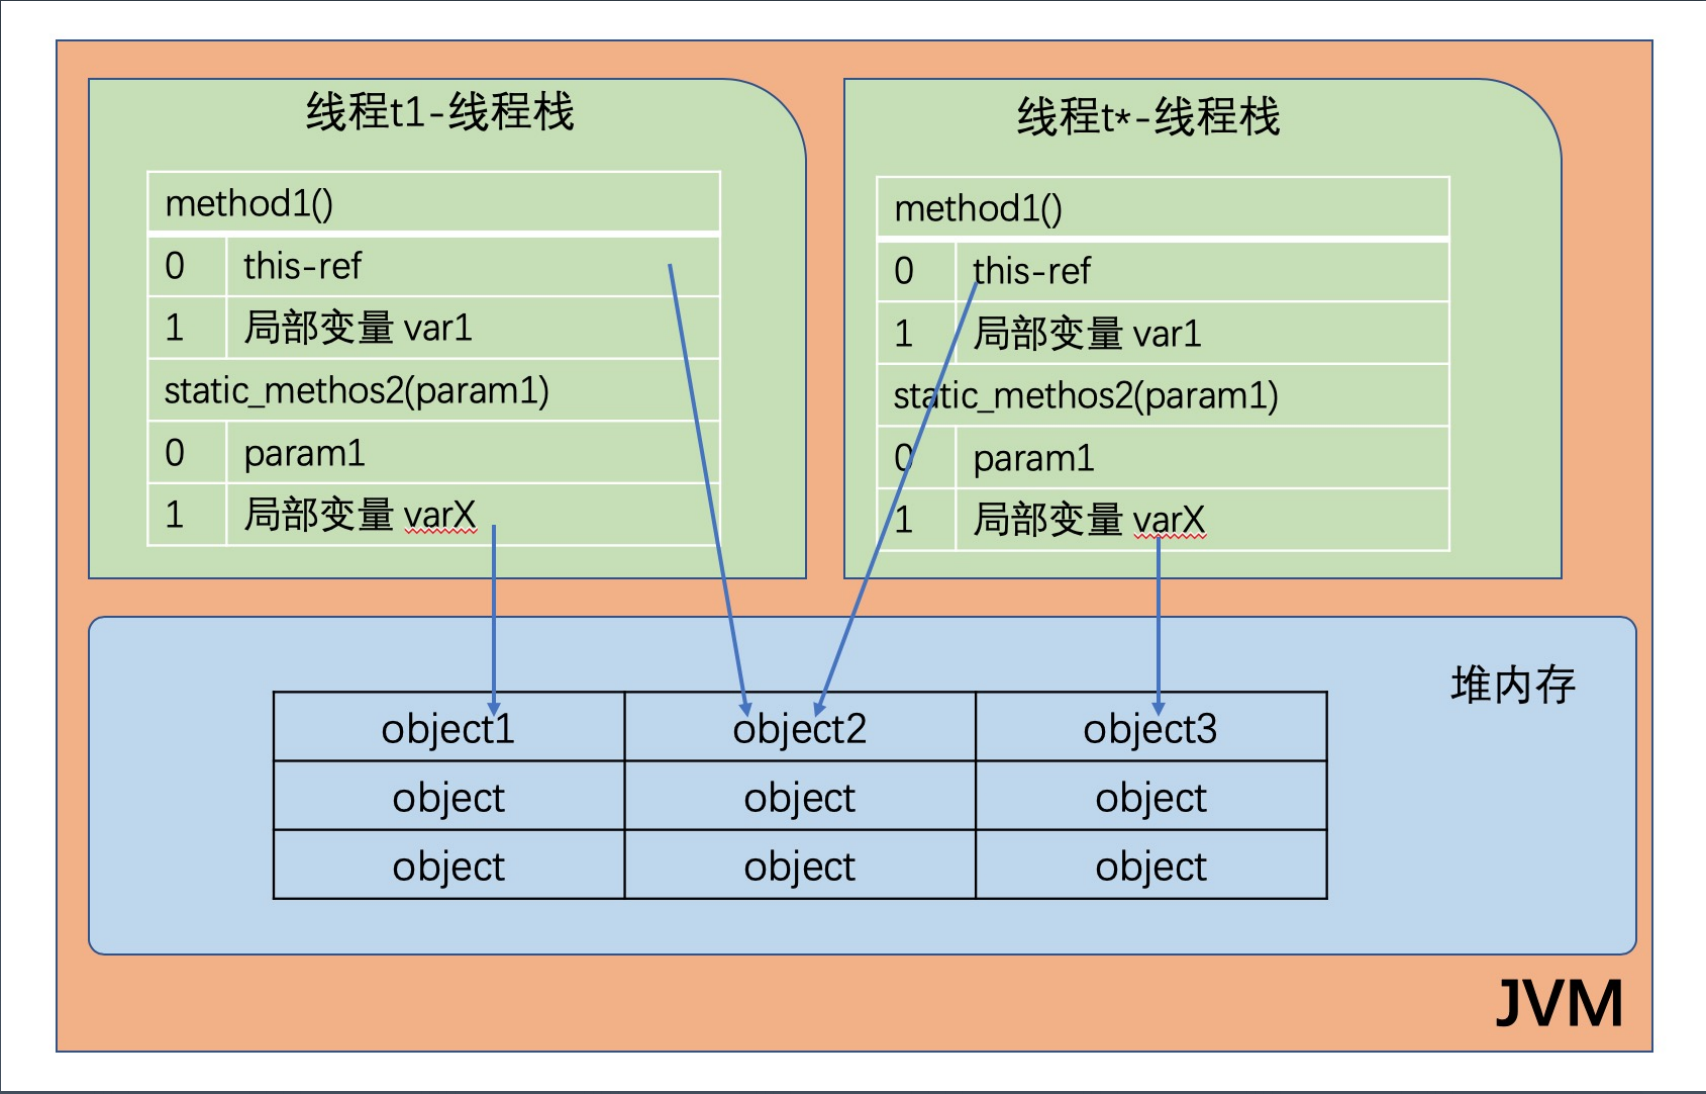 线程t1-线程栈
method1()
0 this-ref
1 局部变量 var1
static_methos2(param1)
0 param1
1 局部变量 varX
线程t*-线程栈
method1()
0 this-ref
1 局部变量 var1
static_methos2(param1)
0 param1
1 局部变量 varX
堆内存
object1 object2 object3
object object object
object object object
JVM